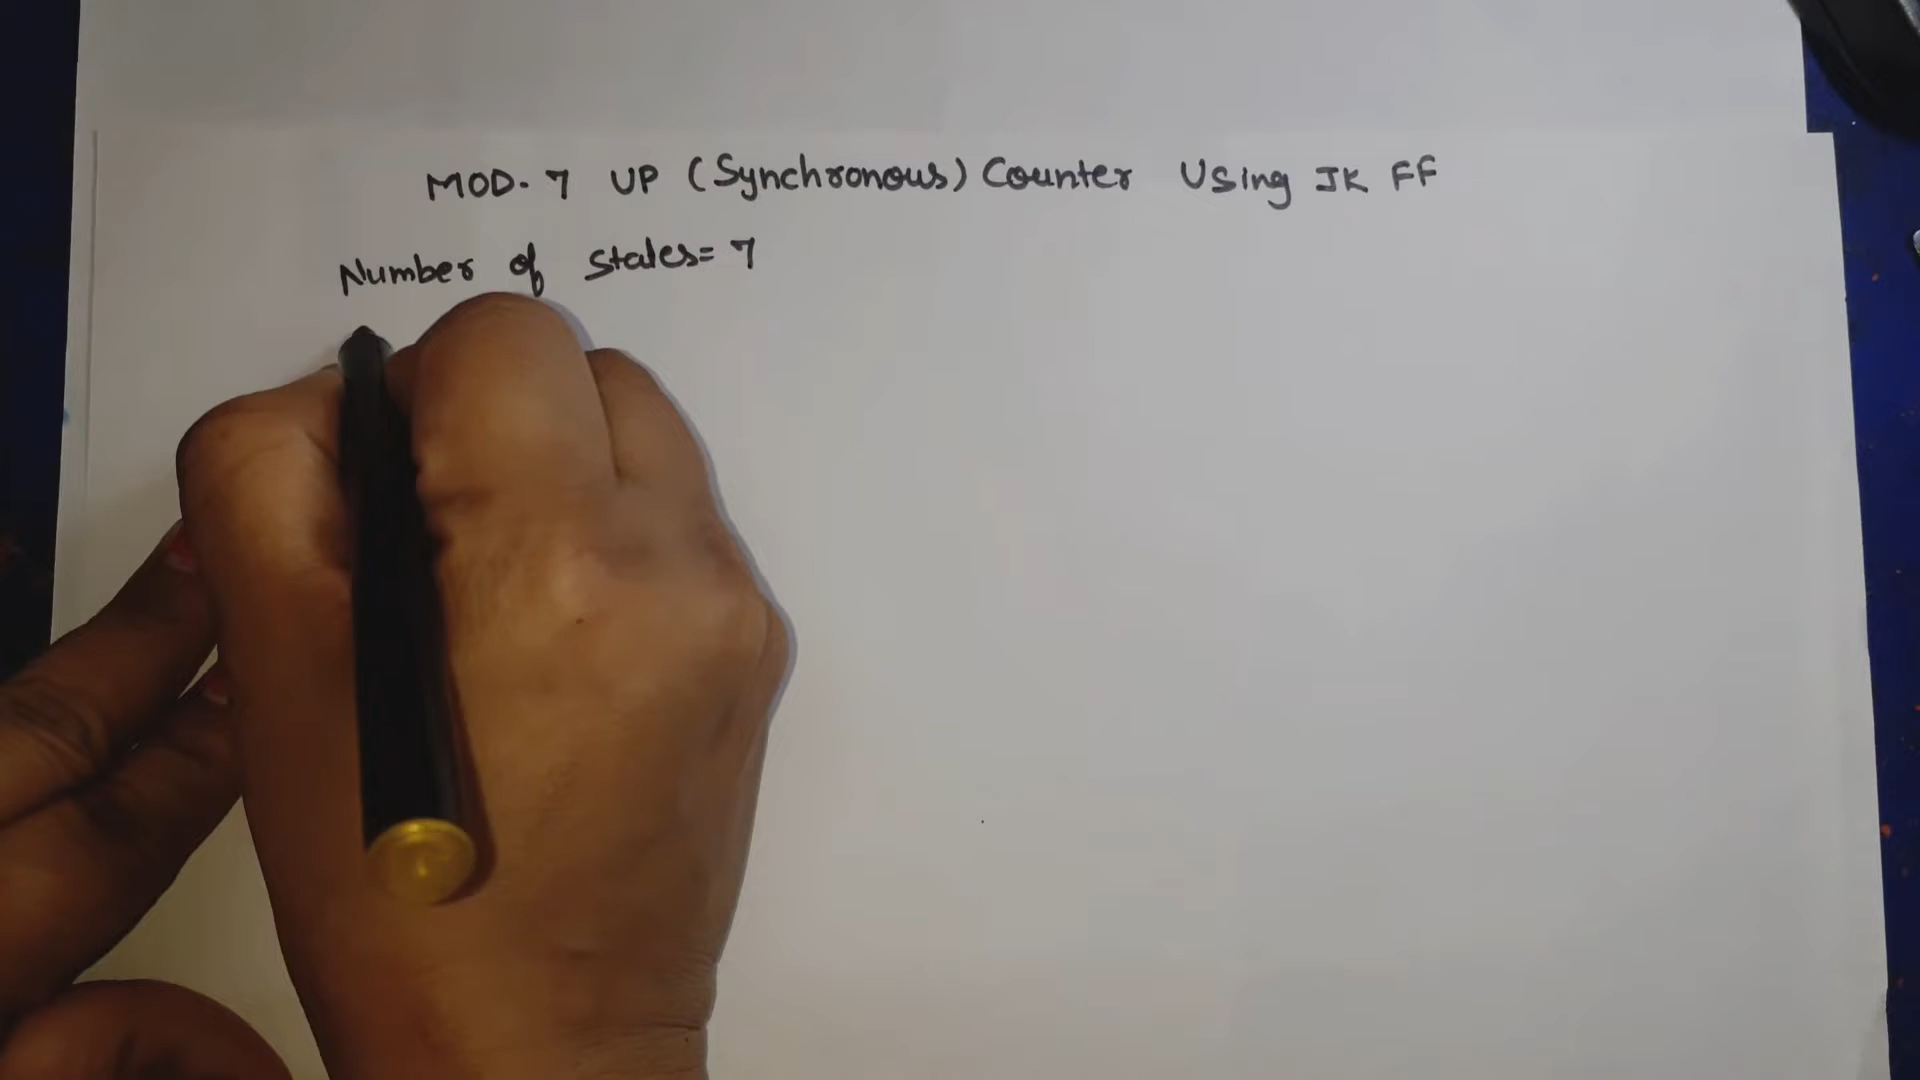 MOD-7 UP (Synchronous) Counter Using JK FF
Number of states= 7